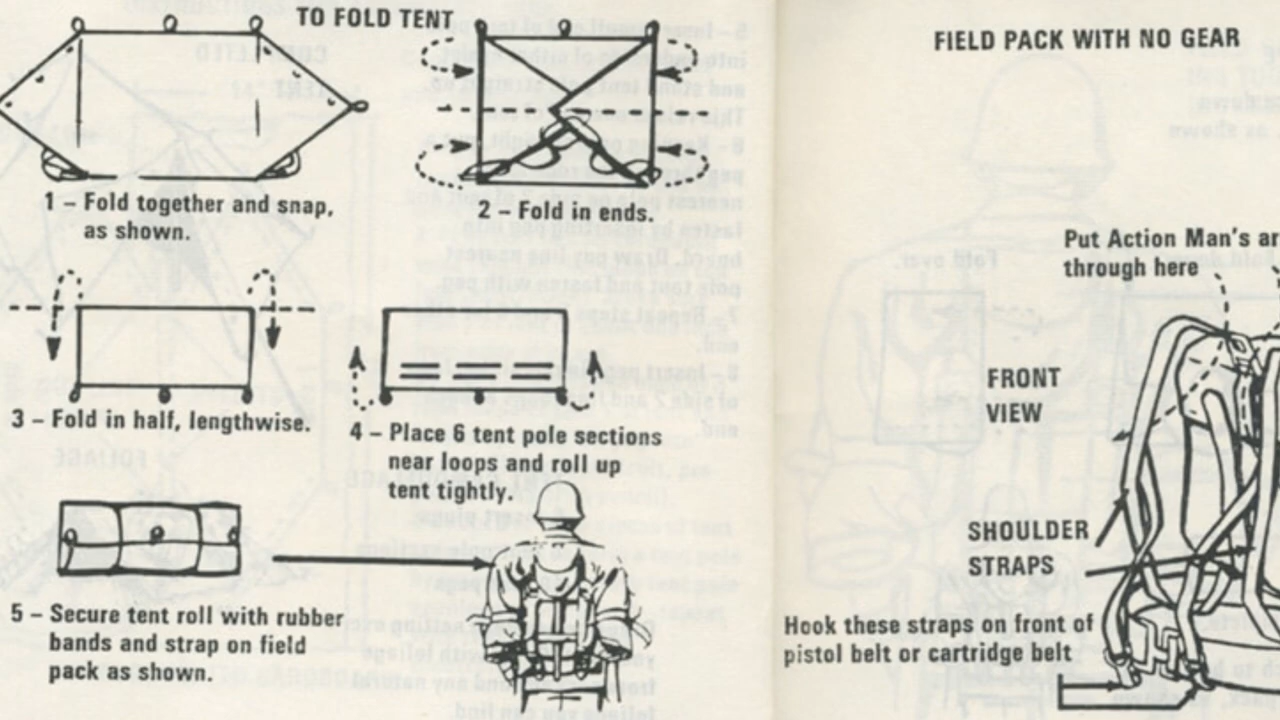 TO FOLD TENT
1 – Fold together and snap,
as shown.
2 – Fold in ends.
3 – Fold in half, lengthwise.
4 – Place 6 tent pole sections
near loops and roll up
tent tightly.
5 – Secure tent roll with rubber
bands and strap on field
pack as shown.
FIELD PACK WITH NO GEAR
Put Action Man's ar
through here
FRONT
VIEW
SHOULDER
STRAPS
Hook these straps on front of
pistol belt or cartridge belt